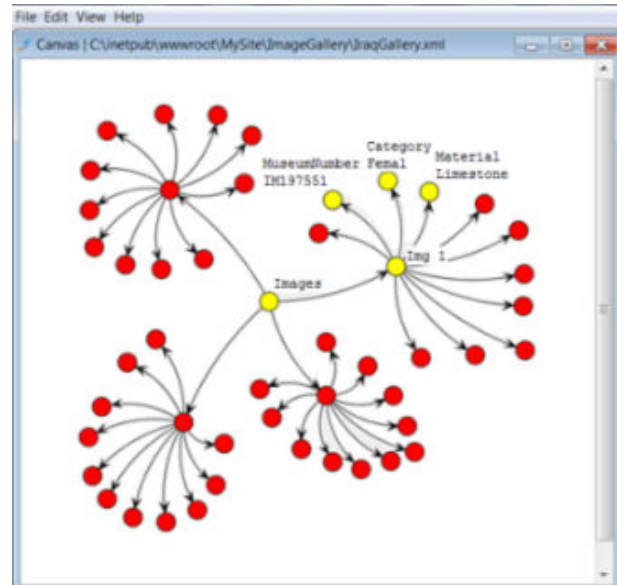 File Edit View Help
Canvas | C:\inetpub\wwwroot\MySite\ImageGallery\IraqGallery.xml
Category
Femal
Material
Limestone
MuseumNumber
IM197551
Img 1
Images